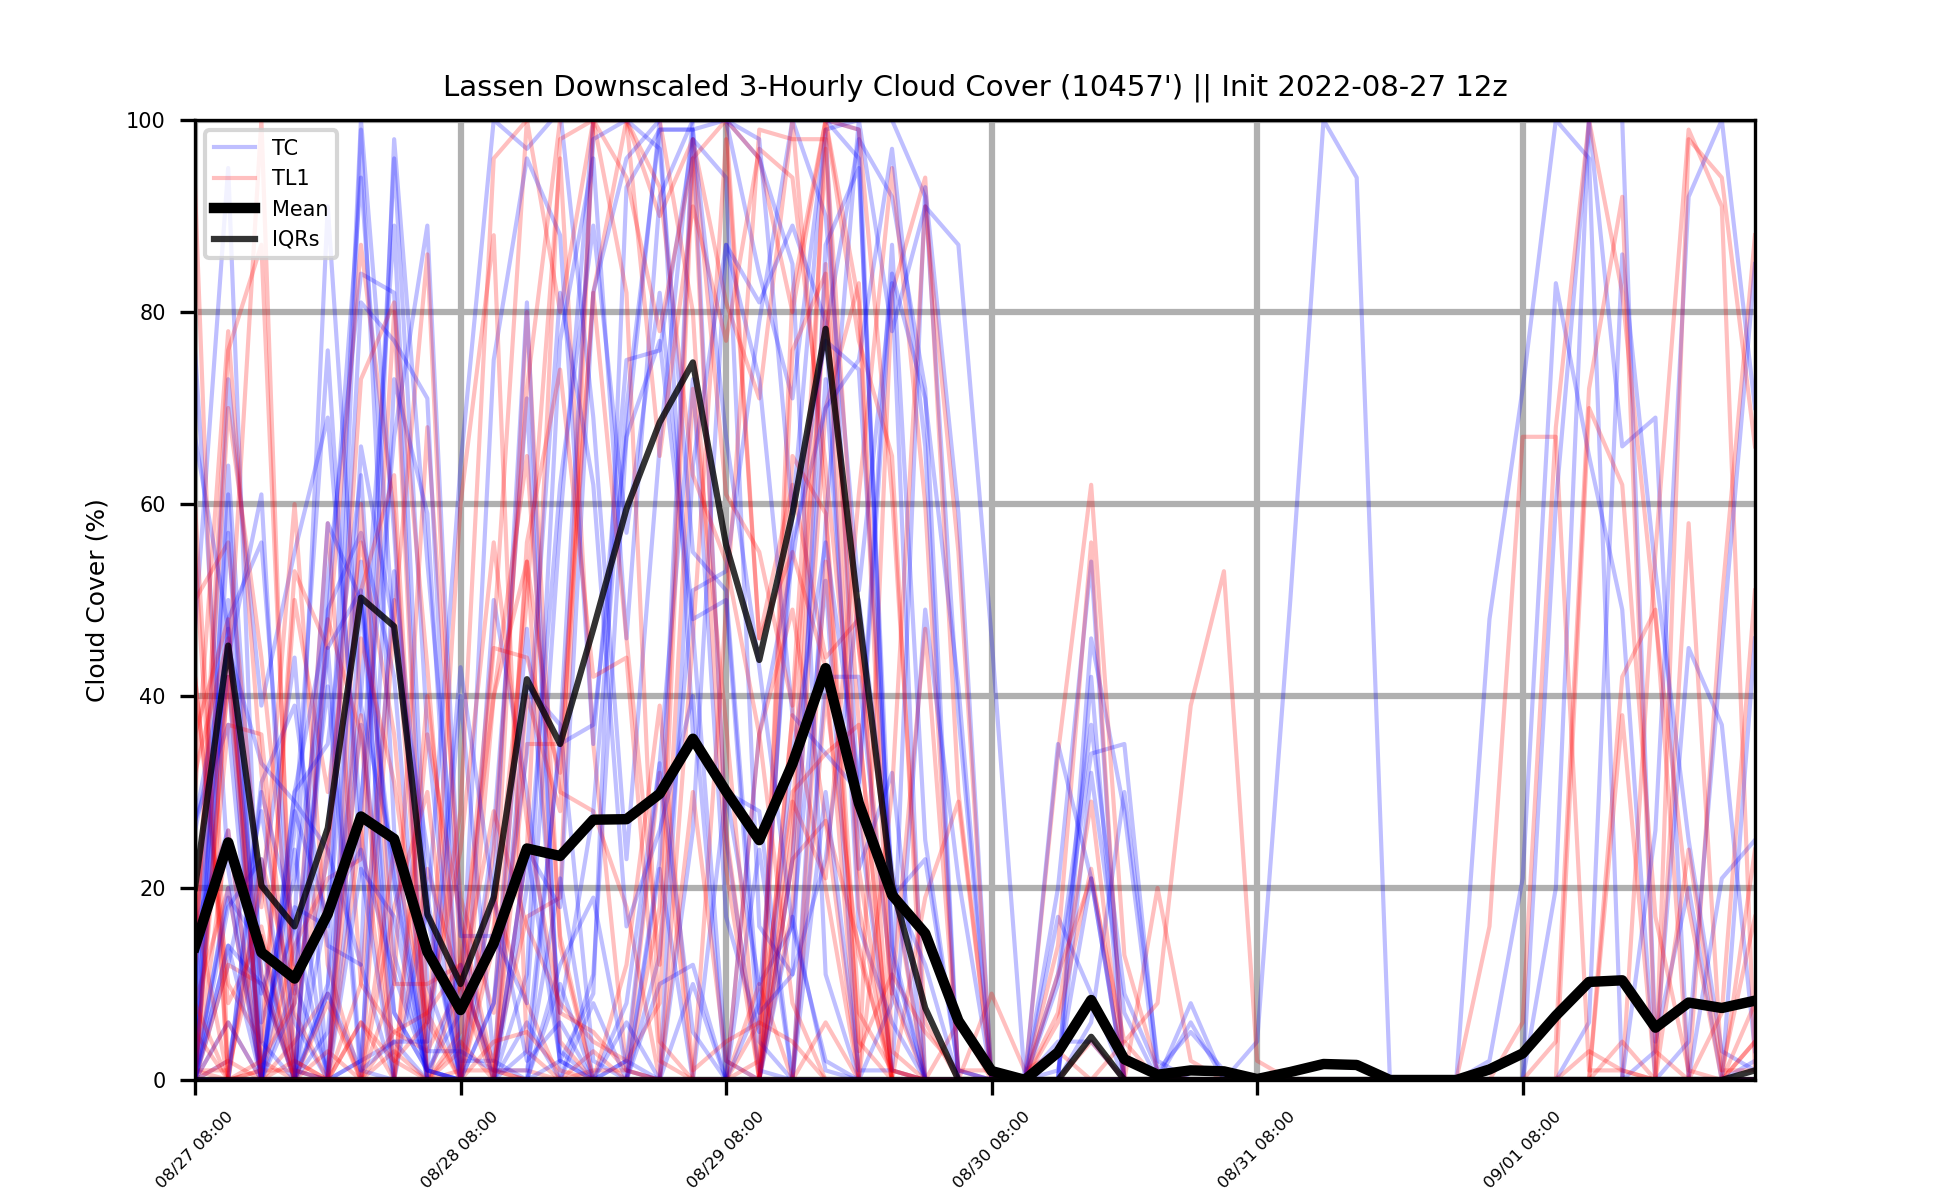 Lassen Downscaled 3-Hourly Cloud Cover (10457') || Init 2022-08-27 12z
TC
TL1
Mean
IQRs
Cloud Cover (%)
100
80
60
40
20
0
08/27 08:00
08/28 08:00
08/29 08:00
08/30 08:00
08/31 08:00
09/01 08:00